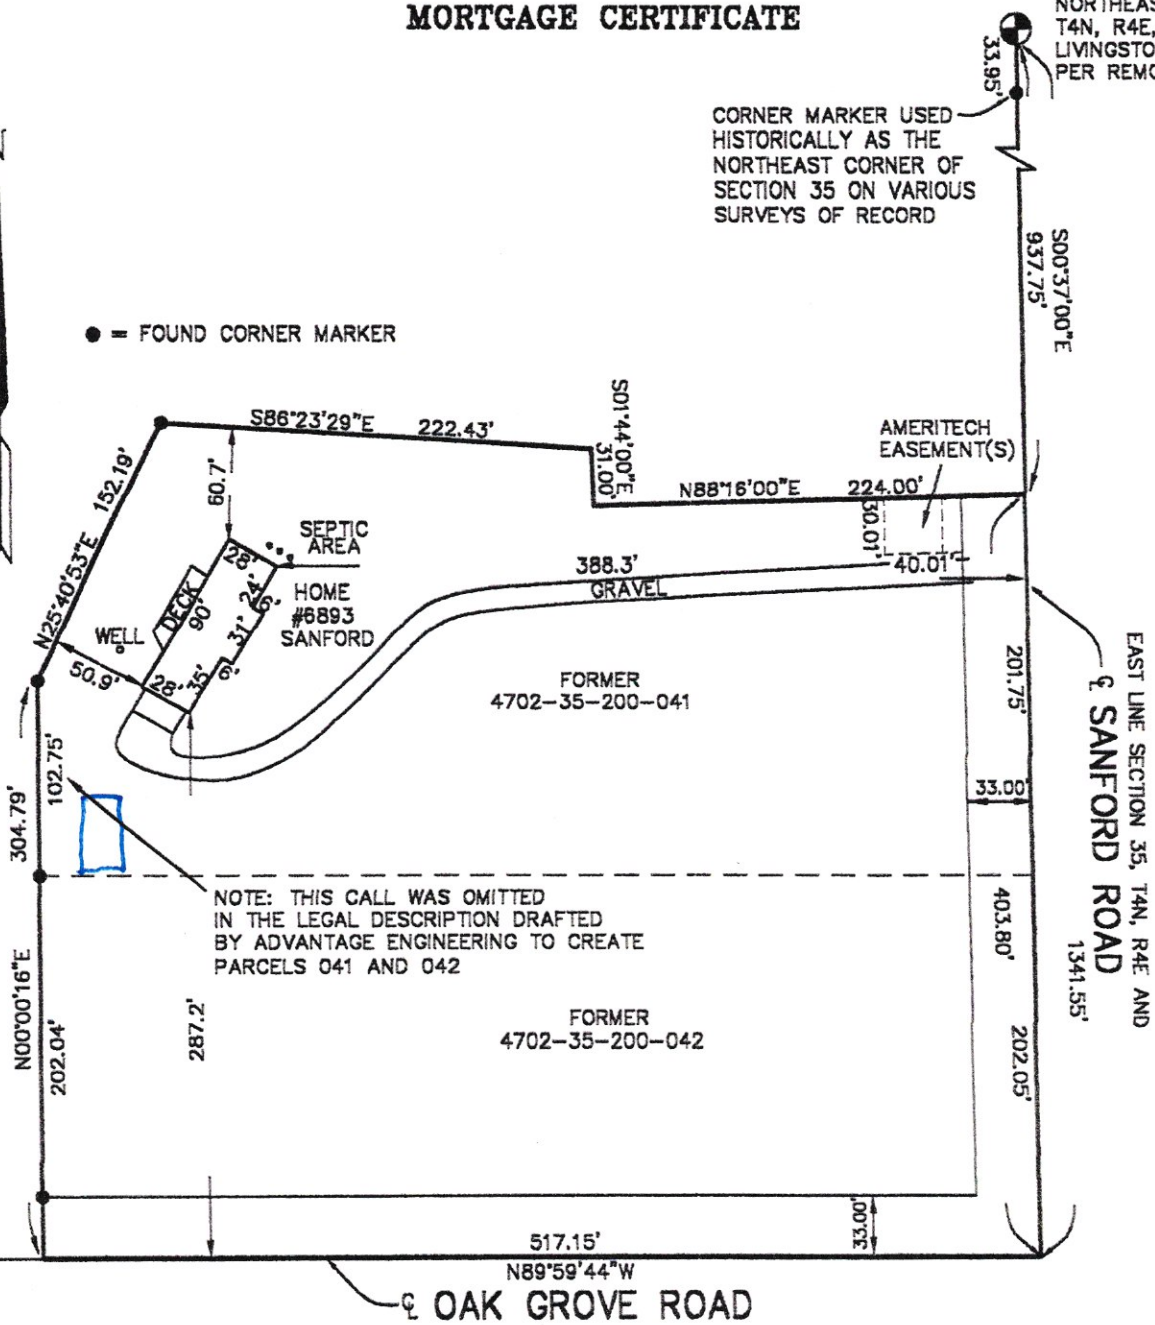 MORTGAGE CERTIFICATE
T4N, R4E,
PER REMO
33.95'
CORNER MARKER USED
HISTORICALLY AS THE
NORTHEAST CORNER OF
SECTION 35 ON VARIOUS
SURVEYS OF RECORD
S00°37'00"E
937.75'
● = FOUND CORNER MARKER
S86°23'29"E 222.43'
S01°44'00"E
31.00'
AMERITECH
EASEMENT(S)
N88°16'00"E 224.00'
30.01'
40.01'
N25°40'53"E 152.19'
60.7'
SEPTIC
AREA
28'
24'
6'
HOME
#6893
SANFORD
DECK
90'
31'
6'
35'
28'
WELL
50.9'
388.3'
GRAVEL
FORMER
4702-35-200-041
201.75'
33.00'
EAST LINE SECTION 35, T4N, R4E AND
℄ SANFORD ROAD
1341.55'
304.79'
102.75'
NOTE: THIS CALL WAS OMITTED
IN THE LEGAL DESCRIPTION DRAFTED
BY ADVANTAGE ENGINEERING TO CREATE
PARCELS 041 AND 042
403.80'
N00°00'16"E
202.04'
287.2'
FORMER
4702-35-200-042
202.05'
33.00'
517.15'
N89°59'44"W
℄ OAK GROVE ROAD